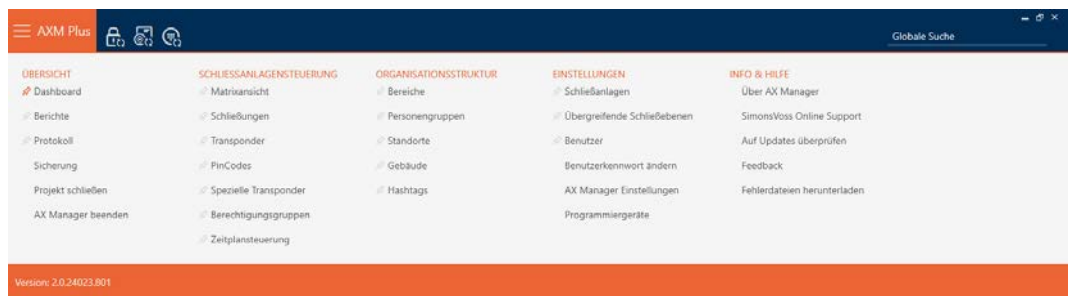 AXM Plus
Globale Suche
ÜBERSICHT
Dashboard
Berichte
Protokoll
Sicherung
Projekt schließen
AX Manager beenden
SCHLIESSANLAGENSTEUERUNG
Matrixansicht
Schließungen
Transponder
PinCodes
Spezielle Transponder
Berechtigungsgruppen
Zeitplansteuerung
ORGANISATIONSSTRUKTUR
Bereiche
Personengruppen
Standorte
Gebäude
Hashtags
EINSTELLUNGEN
Schließanlagen
Übergreifende Schließebenen
Benutzer
Benutzerkennwort ändern
AX Manager Einstellungen
Programmiergeräte
INFO & HILFE
Über AX Manager
SimonsVoss Online Support
Auf Updates überprüfen
Feedback
Fehlerdateien herunterladen
Version: 2.0.24023.801